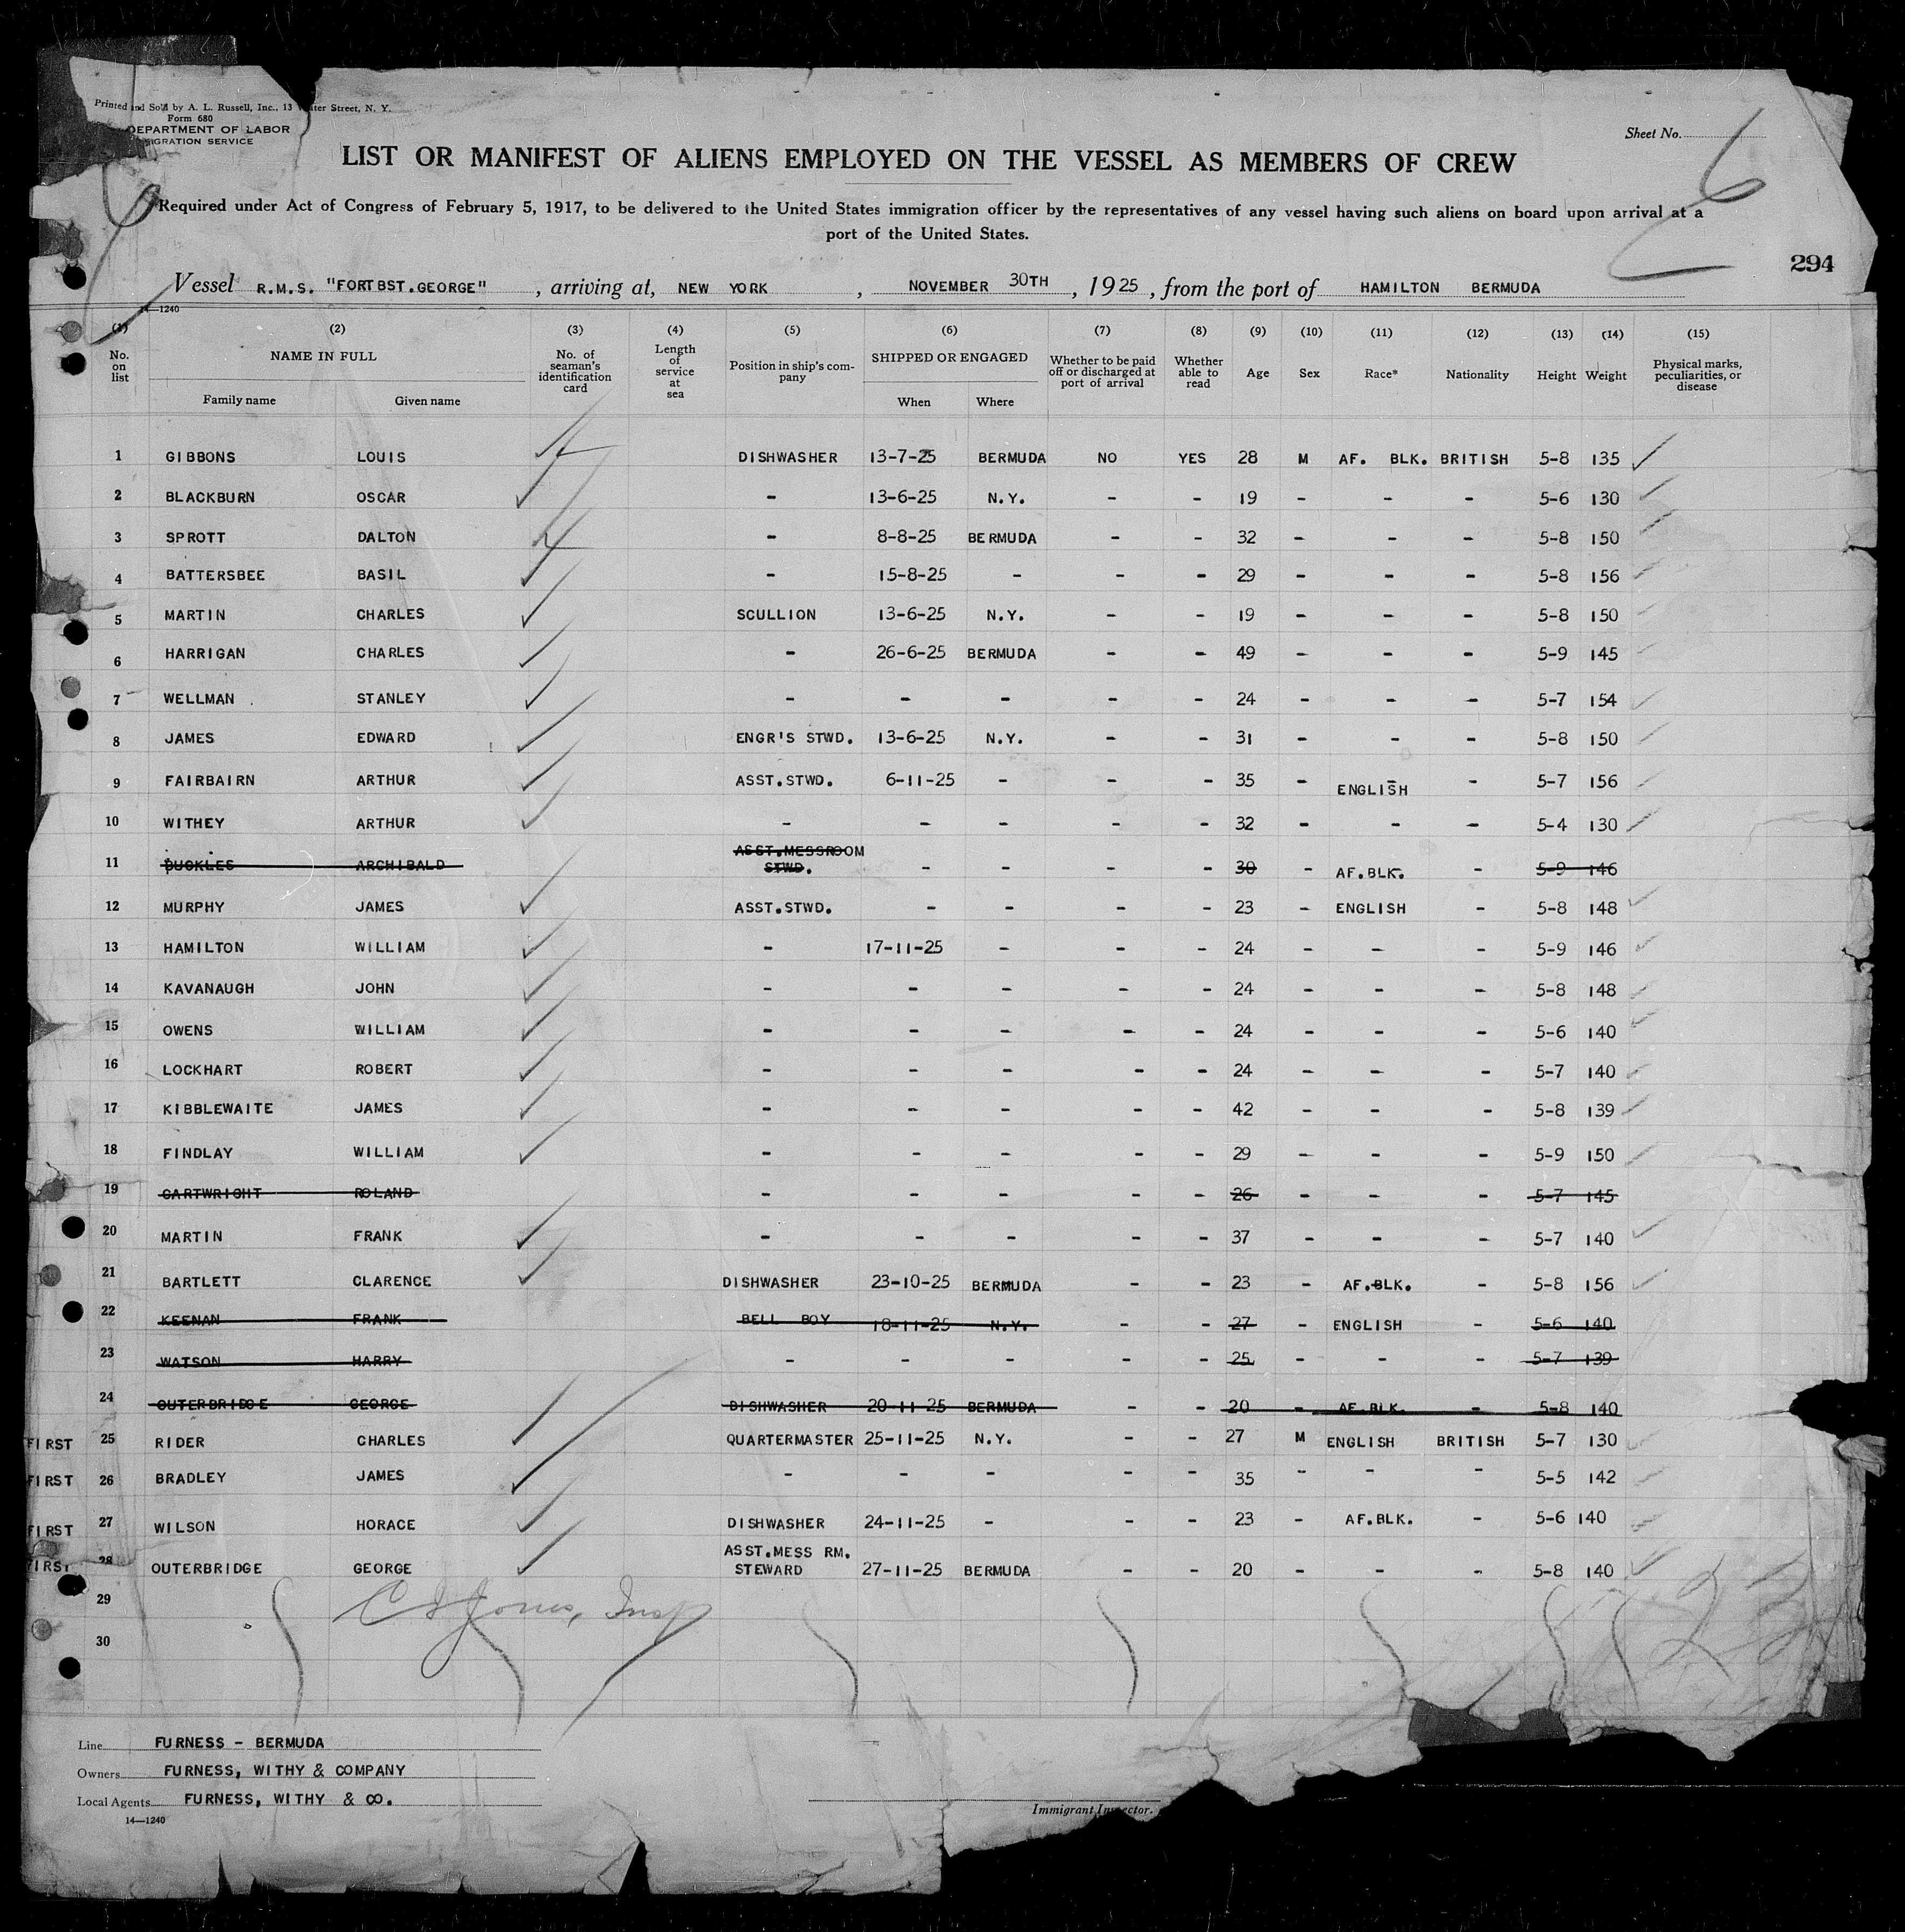 Printed and Sold by A. L. Russell, Inc., 13 Water Street, N. Y.
Form 680
DEPARTMENT OF LABOR
IGRATION SERVICE
Sheet No.
6
6
LIST OR MANIFEST OF ALIENS EMPLOYED ON THE VESSEL AS MEMBERS OF CREW
Required under Act of Congress of February 5, 1917, to be delivered to the United States immigration officer by the representatives of any vessel having such aliens on board upon arrival at a
port of the United States.
294
Vessel R.M.S. "FORTBST.GEORGE", arriving at, NEW YORK, NOVEMBER 30TH, 1925, from the port of HAMILTON BERMUDA
14—1240
(1) (2) (3) (4) (5) (6) (7) (8) (9) (10) (11) (12) (13) (14) (15)
No. on list NAME IN FULL Family name Given name No. of seaman's identification card Length of service at sea Position in ship's company SHIPPED OR ENGAGED When Where Whether to be paid off or discharged at port of arrival Whether able to read Age Sex Race* Nationality Height Weight Physical marks, peculiarities, or disease
1 GIBBONS LOUIS DISHWASHER 13-7-25 BERMUDA NO YES 28 M AF. BLK. BRITISH 5-8 135
2 BLACKBURN OSCAR - 13-6-25 N.Y. - - 19 - - - 5-6 130
3 SPROTT DALTON - 8-8-25 BERMUDA - - 32 - - - 5-8 150
4 BATTERSBEE BASIL - 15-8-25 - - - 29 - - - 5-8 156
5 MARTIN CHARLES SCULLION 13-6-25 N.Y. - - 19 - - - 5-8 150
6 HARRIGAN CHARLES - 26-6-25 BERMUDA - - 49 - - - 5-9 145
7 WELLMAN STANLEY - - - - - 24 - - - 5-7 154
8 JAMES EDWARD ENGR'S STWD. 13-6-25 N.Y. - - 31 - - - 5-8 150
9 FAIRBAIRN ARTHUR ASST.STWD. 6-11-25 - - - 35 - ENGLISH - 5-7 156
10 WITHEY ARTHUR - - - - - 32 - - - 5-4 130
11 BUCKLES ARCHIBALD ASST.MESSROOM STWD. - - - - 30 - AF.BLK. - 5-9 146
12 MURPHY JAMES ASST.STWD. - - - - 23 - ENGLISH - 5-8 148
13 HAMILTON WILLIAM - 17-11-25 - - - 24 - - - 5-9 146
14 KAVANAUGH JOHN - - - - - 24 - - - 5-8 148
15 OWENS WILLIAM - - - - - 24 - - - 5-6 140
16 LOCKHART ROBERT - - - - - 24 - - - 5-7 140
17 KIBBLEWAITE JAMES - - - - - 42 - - - 5-8 139
18 FINDLAY WILLIAM - - - - - 29 - - - 5-9 150
19 CARTWRIGHT ROLAND - - - - - 26 - - - 5-7 145
20 MARTIN FRANK - - - - - 37 - - - 5-7 140
21 BARTLETT CLARENCE DISHWASHER 23-10-25 BERMUDA - - 23 - AF.BLK. - 5-8 156
22 KEENAN FRANK BELL BOY 18-11-25 N.Y. - - 27 - ENGLISH - 5-6 140
23 WATSON HARRY - - - - - 25 - - - 5-7 139
24 OUTERBRIDGE GEORGE DISHWASHER 20-11-25 BERMUDA - - 20 - AF.BLK. - 5-8 140
FIRST 25 RIDER CHARLES QUARTERMASTER 25-11-25 N.Y. - - 27 M ENGLISH BRITISH 5-7 130
FIRST 26 BRADLEY JAMES - - - - - 35 - - - 5-5 142
FIRST 27 WILSON HORACE DISHWASHER 24-11-25 - - - 23 - AF.BLK. - 5-6 140
FIRST 28 OUTERBRIDGE GEORGE ASST.MESS RM. STEWARD 27-11-25 BERMUDA - - 20 - - - 5-8 140
29
C I Jones, Insp
30
Line FURNESS - BERMUDA
Owners FURNESS, WITHY & COMPANY
Local Agents FURNESS, WITHY & CO.
Immigrant Inspector.
14—1240